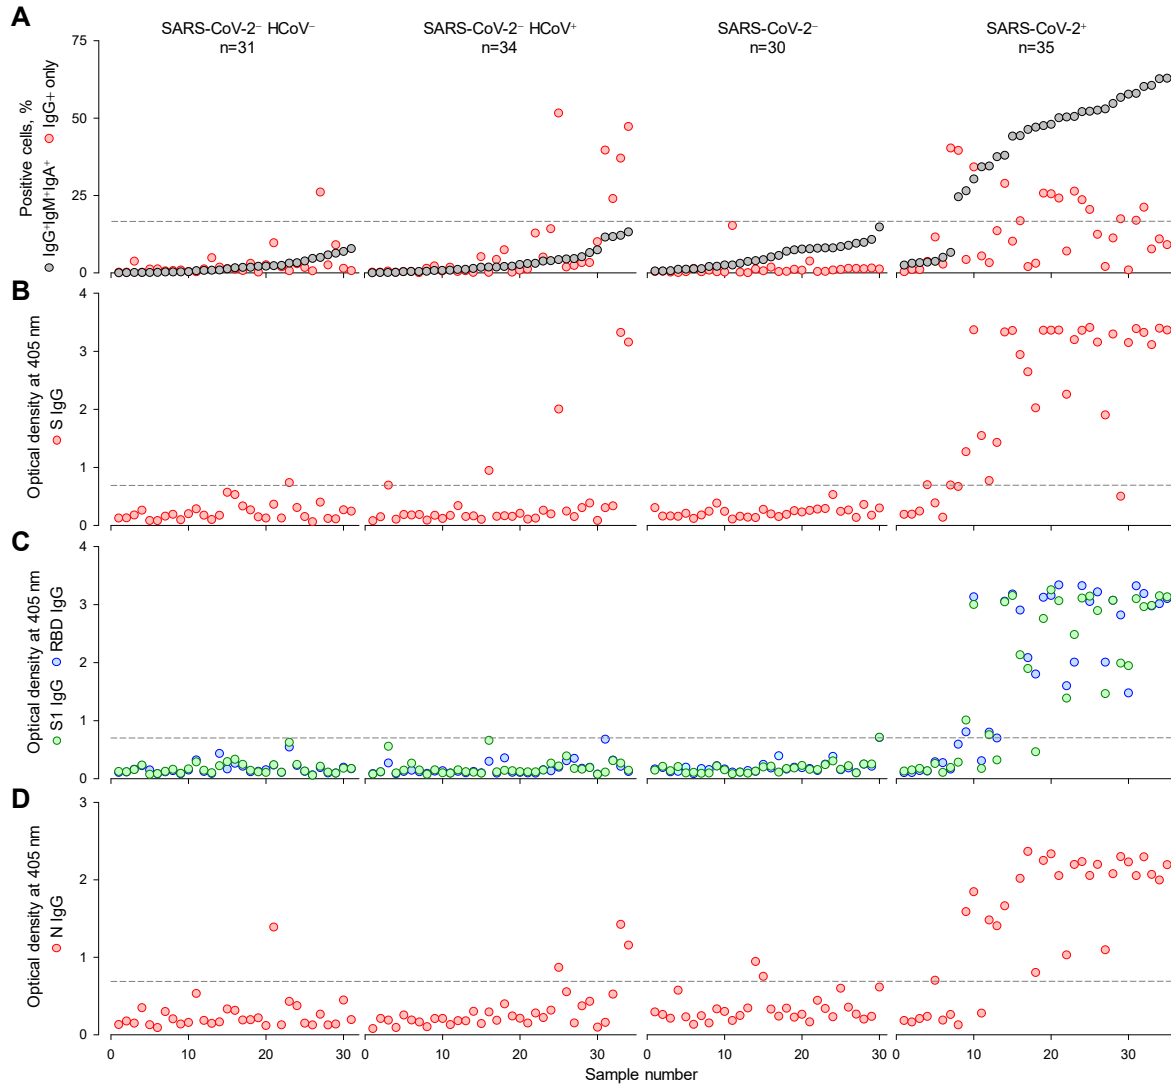 A
SARS-CoV-2⁻ HCoV⁻
n=31
SARS-CoV-2⁻ HCoV⁺
n=34
SARS-CoV-2⁻
n=30
SARS-CoV-2⁺
n=35
Positive cells, %
IgG⁺IgM⁺IgA⁺ IgG+ only
75
50
25
0
B
Optical density at 405 nm
S IgG
4
3
2
1
0
C
Optical density at 405 nm
S1 IgG RBD IgG
4
3
2
1
0
D
Optical density at 405 nm
N IgG
3
2
1
0
0 10 20 30 0 10 20 30 0 10 20 30 0 10 20 30
Sample number